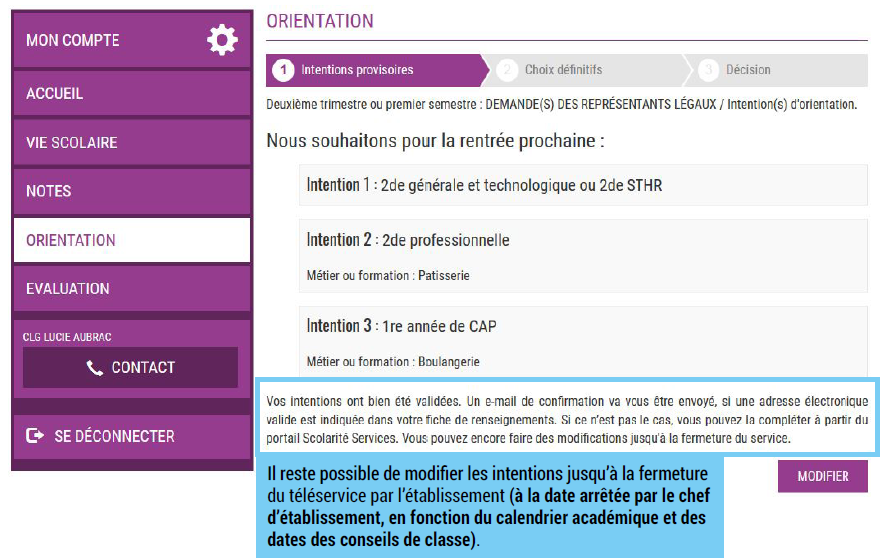 MON COMPTE
ACCUEIL
VIE SCOLAIRE
NOTES
ORIENTATION
EVALUATION
CLG LUCIE AUBRAC
CONTACT
SE DÉCONNECTER
ORIENTATION
1 Intentions provisoires
2 Choix définitifs
3 Décision
Deuxième trimestre ou premier semestre : DEMANDE(S) DES REPRÉSENTANTS LÉGAUX / Intention(s) d'orientation.
Nous souhaitons pour la rentrée prochaine :
Intention 1 : 2de générale et technologique ou 2de STHR
Intention 2 : 2de professionnelle
Métier ou formation : Patisserie
Intention 3 : 1re année de CAP
Métier ou formation : Boulangerie
Vos intentions ont bien été validées. Un e-mail de confirmation va vous être envoyé, si une adresse électronique
valide est indiquée dans votre fiche de renseignements. Si ce n'est pas le cas, vous pouvez la compléter à partir du
portail Scolarité Services. Vous pouvez encore faire des modifications jusqu'à la fermeture du service.
Il reste possible de modifier les intentions jusqu'à la fermeture
du téléservice par l'établissement (à la date arrêtée par le chef
d'établissement, en fonction du calendrier académique et des
dates des conseils de classe).
MODIFIER